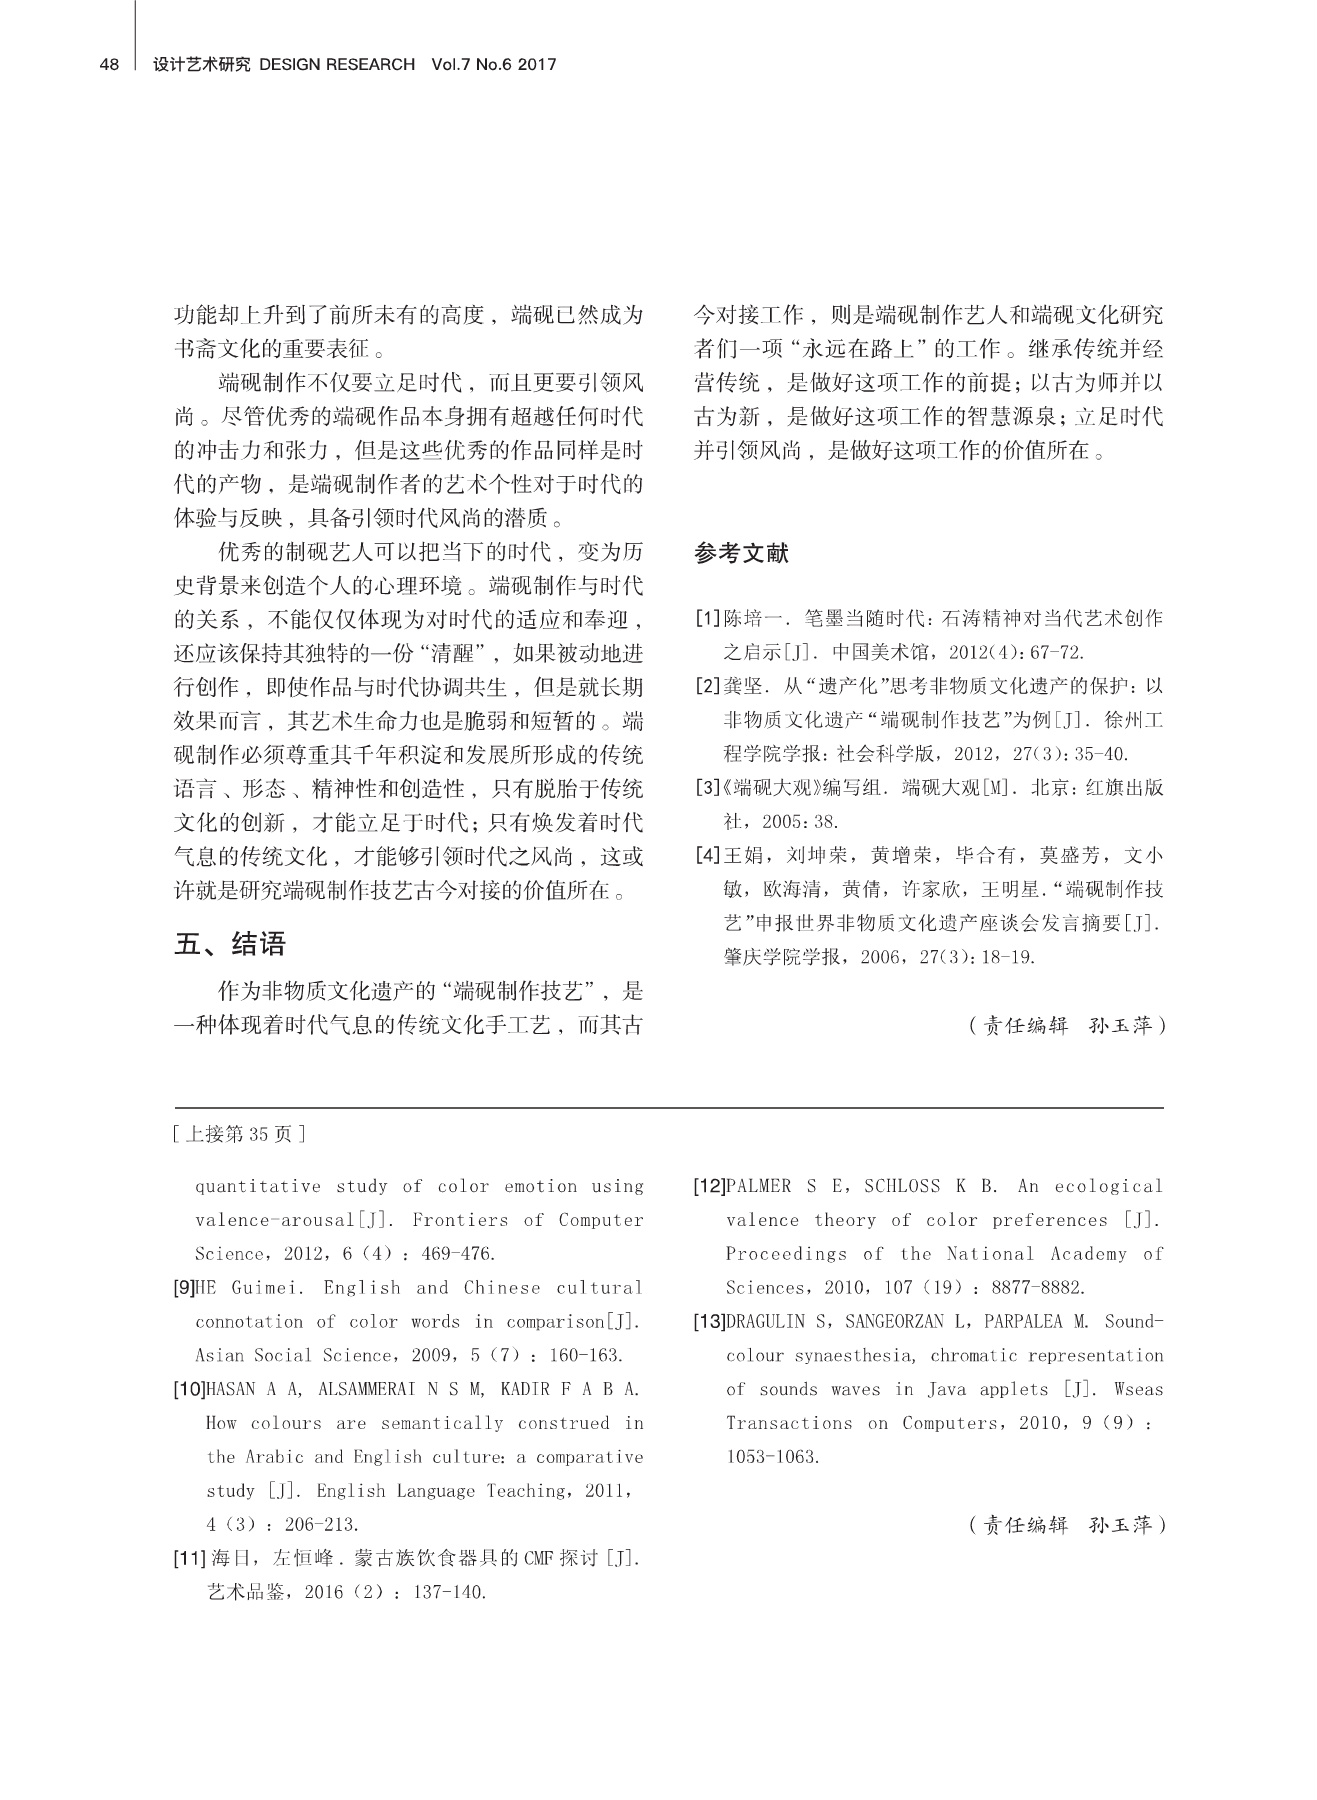 48 设计艺术研究 DESIGN RESEARCH Vol.7 No.6 2017
功能却上升到了前所未有的高度，端砚已然成为
书斋文化的重要表征。
端砚制作不仅要立足时代，而且更要引领风
尚。尽管优秀的端砚作品本身拥有超越任何时代
的冲击力和张力，但是这些优秀的作品同样是时
代的产物，是端砚制作者的艺术个性对于时代的
体验与反映，具备引领时代风尚的潜质。
优秀的制砚艺人可以把当下的时代，变为历
史背景来创造个人的心理环境。端砚制作与时代
的关系，不能仅仅体现为对时代的适应和奉迎，
还应该保持其独特的一份“清醒”，如果被动地进
行创作，即使作品与时代协调共生，但是就长期
效果而言，其艺术生命力也是脆弱和短暂的。端
砚制作必须尊重其千年积淀和发展所形成的传统
语言、形态、精神性和创造性，只有脱胎于传统
文化的创新，才能立足于时代；只有焕发着时代
气息的传统文化，才能够引领时代之风尚，这或
许就是研究端砚制作技艺古今对接的价值所在。
五、结语
作为非物质文化遗产的“端砚制作技艺”，是
一种体现着时代气息的传统文化手工艺，而其古
今对接工作，则是端砚制作艺人和端砚文化研究
者们一项“永远在路上”的工作。继承传统并经
营传统，是做好这项工作的前提；以古为师并以
古为新，是做好这项工作的智慧源泉；立足时代
并引领风尚，是做好这项工作的价值所在。
参考文献
[1]陈培一．笔墨当随时代：石涛精神对当代艺术创作
之启示[J]．中国美术馆，2012(4)：67-72.
[2]龚坚．从“遗产化”思考非物质文化遗产的保护：以
非物质文化遗产“端砚制作技艺”为例[J]．徐州工
程学院学报：社会科学版，2012，27(3)：35-40.
[3]《端砚大观》编写组．端砚大观[M]．北京：红旗出版
社，2005：38.
[4]王娟，刘坤荣，黄增荣，毕合有，莫盛芳，文小
敏，欧海清，黄倩，许家欣，王明星．“端砚制作技
艺”申报世界非物质文化遗产座谈会发言摘要[J]．
肇庆学院学报，2006，27(3)：18-19.
（责任编辑 孙玉萍）
[上接第 35 页]
quantitative study of color emotion using
valence-arousal[J]. Frontiers of Computer
Science，2012，6（4）：469-476.
[9]HE Guimei. English and Chinese cultural
connotation of color words in comparison[J].
Asian Social Science，2009，5（7）：160-163.
[10]HASAN A A, ALSAMMERAI N S M, KADIR F A B A.
How colours are semantically construed in
the Arabic and English culture: a comparative
study [J]. English Language Teaching，2011，
4（3）：206-213.
[11]海日，左恒峰．蒙古族饮食器具的 CMF 探讨 [J].
艺术品鉴，2016（2）：137-140.
[12]PALMER S E，SCHLOSS K B. An ecological
valence theory of color preferences [J].
Proceedings of the National Academy of
Sciences，2010，107（19）：8877-8882.
[13]DRAGULIN S，SANGEORZAN L，PARPALEA M. Sound-
colour synaesthesia, chromatic representation
of sounds waves in Java applets [J]. Wseas
Transactions on Computers，2010，9（9）：
1053-1063.
（责任编辑 孙玉萍）